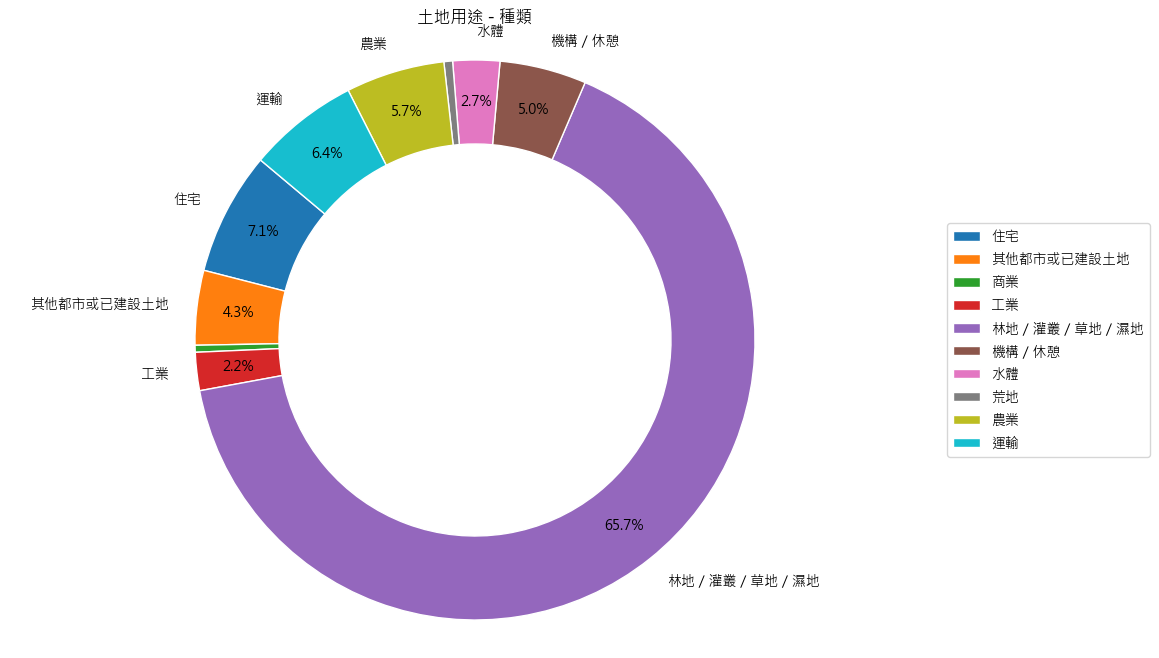 土地用途 - 種類
水體
機構 / 休憩
農業
運輸
住宅
其他都市或已建設土地
工業
林地 / 灌叢 / 草地 / 濕地
2.7%
5.0%
5.7%
6.4%
7.1%
4.3%
2.2%
65.7%
住宅
其他都市或已建設土地
商業
工業
林地 / 灌叢 / 草地 / 濕地
機構 / 休憩
水體
荒地
農業
運輸